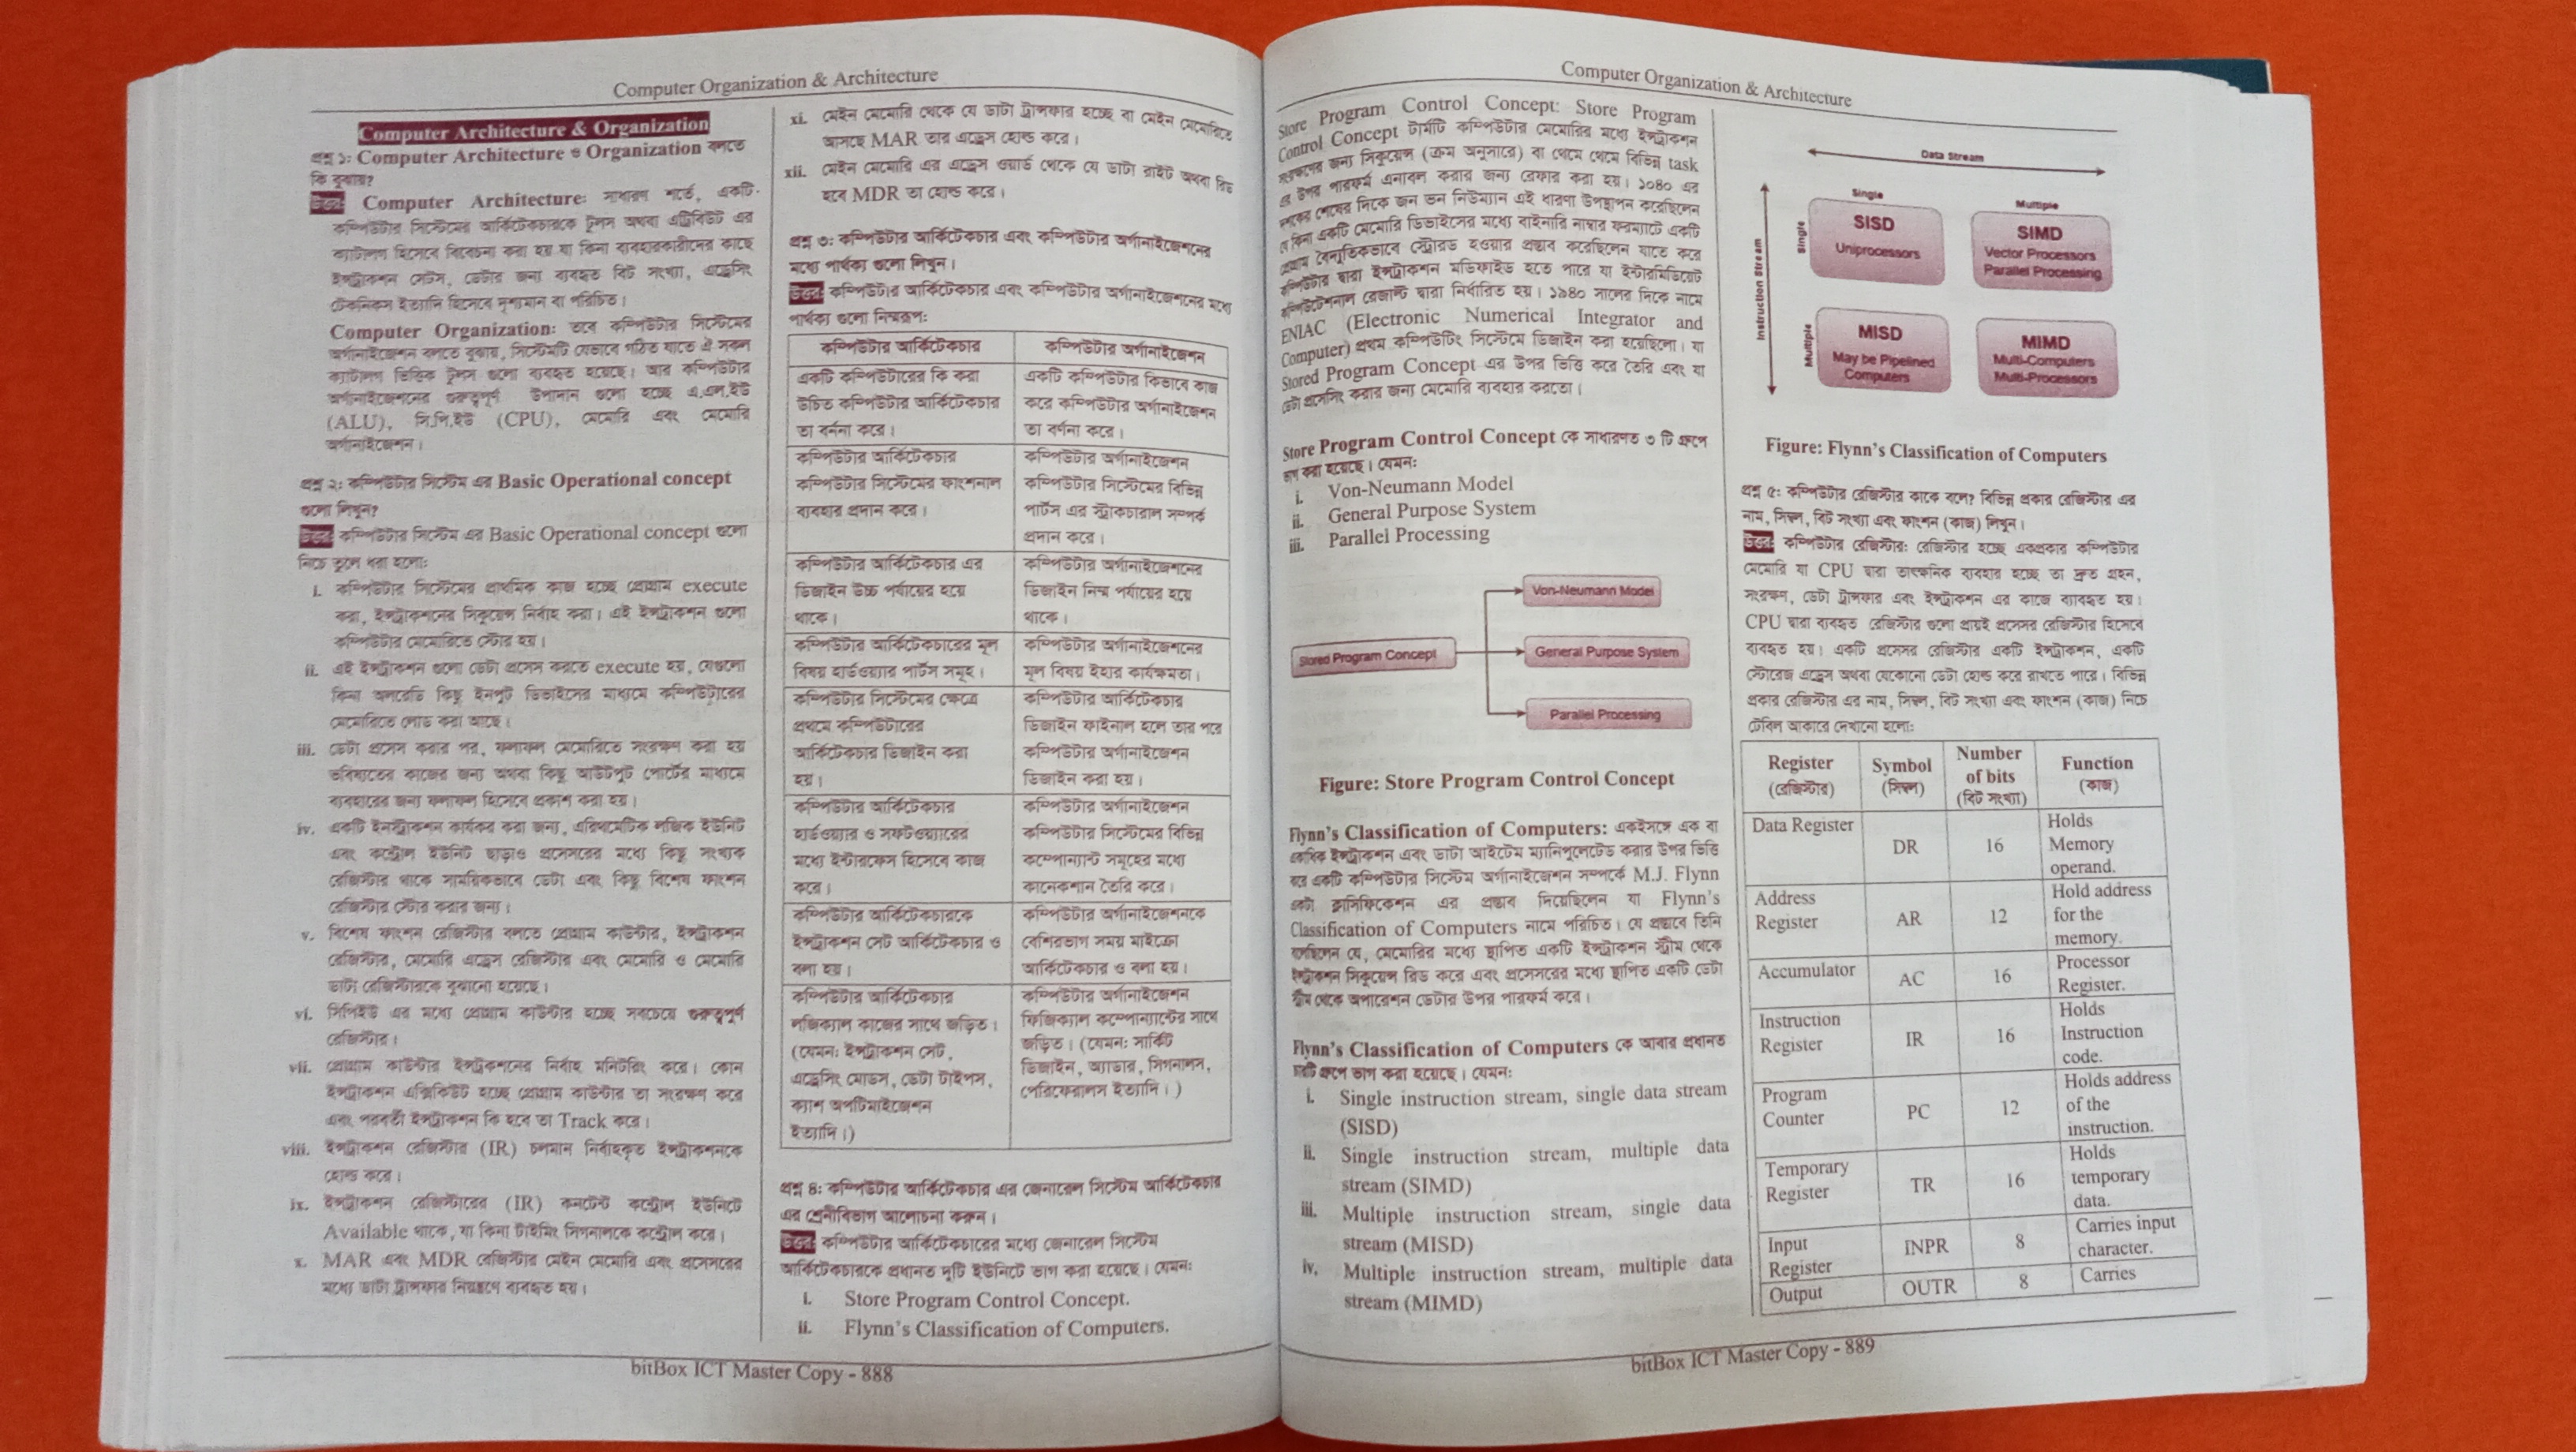 Computer Organization & Architecture
Computer Architecture & Organization
প্রশ্ন ১: Computer Architecture ও Organization বলতে
কি বুঝায়?
উত্তর: Computer Architecture: সাধারণ শর্তে, একটি
কম্পিউটার সিস্টেমের আর্কিটেকচারকে টুলস অথবা এট্রিবিউট এর
ক্যাটালগ হিসেবে বিবেচনা করা হয় যা কিনা ব্যবহারকারীদের কাছে
ইন্সট্রাকশন সেটস, ডেটার জন্য ব্যবহৃত বিট সংখ্যা, এড্রেসিং
টেকনিকস ইত্যাদি হিসেবে দৃশ্যমান বা পরিচিত।
Computer Organization: তবে কম্পিউটার সিস্টেমের
অর্গানাইজেশন বলতে বুঝায়, সিস্টেমটি যেভাবে গঠিত যাতে ঐ সকল
ক্যাটালগ ভিত্তিক টুলস গুলো ব্যবহৃত হয়েছে। আর কম্পিউটার
অর্গানাইজেশনের গুরুত্বপূর্ণ উপাদান গুলো হচ্ছে এ.এল.ইউ
(ALU), সি.পি.ইউ (CPU), মেমোরি এবং মেমোরি
অর্গানাইজেশন।
প্রশ্ন ২: কম্পিউটার সিস্টেম এর Basic Operational concept
গুলো লিখুন?
উত্তর: কম্পিউটার সিস্টেম এর Basic Operational concept গুলো
নিচে তুলে ধরা হলো:
i. কম্পিউটার সিস্টেমের প্রাথমিক কাজ হচ্ছে প্রোগ্রাম execute
করা, ইন্সট্রাকশনের সিকুয়েন্স নির্বাহ করা। এই ইন্সট্রাকশন গুলো
কম্পিউটার মেমোরিতে স্টোর হয়।
ii. এই ইন্সট্রাকশন গুলো ডেটা প্রসেস করতে execute হয়, যেগুলো
কিনা অলরেডি কিছু ইনপুট ডিভাইসের মাধ্যমে কম্পিউটারের
মেমোরিতে লোড করা আছে।
iii. ডেটা প্রসেস করার পর, ফলাফল মেমোরিতে সংরক্ষণ করা হয়
ভবিষ্যতের কাজের জন্য অথবা কিছু আউটপুট পোর্টের মাধ্যমে
ব্যবহারের জন্য ফলাফল হিসেবে প্রকাশ করা হয়।
iv. একটি ইনস্ট্রাকশন কার্যকর করা জন্য, এরিথমেটিক লজিক ইউনিট
এবং কন্ট্রোল ইউনিট ছাড়াও প্রসেসরের মধ্যে কিছু সংখ্যক
রেজিস্টার থাকে সাময়িকভাবে ডেটা এবং কিছু বিশেষ ফাংশন
রেজিস্টার স্টোর করার জন্য।
v. বিশেষ ফাংশন রেজিস্টার বলতে প্রোগ্রাম কাউন্টার, ইন্সট্রাকশন
রেজিস্টার, মেমোরি এড্রেস রেজিস্টার এবং মেমোরি ও মেমোরি
ডাটা রেজিস্টারকে বুঝানো হয়েছে।
vi. সিপিইউ এর মধ্যে প্রোগ্রাম কাউন্টার হচ্ছে সবচেয়ে গুরুত্বপূর্ণ
রেজিস্টার।
vii. প্রোগ্রাম কাউন্টার ইন্সট্রকশনের নির্বাহ মনিটরিং করে। কোন
ইন্সট্রাকশন এক্সিকিউট হচ্ছে প্রোগ্রাম কাউন্টার তা সংরক্ষণ করে
এবং পরবর্তী ইন্সট্রাকশন কি হবে তা Track করে।
viii. ইন্সট্রাকশন রেজিস্টার (IR) চলমান নির্বাহকৃত ইন্সট্রাকশনকে
হোল্ড করে।
ix. ইন্সট্রাকশন রেজিস্টারের (IR) কনটেন্ট কন্ট্রোল ইউনিটে
Available থাকে, যা কিনা টাইমিং সিগনালকে কন্ট্রোল করে।
x. MAR এবং MDR রেজিস্টার মেইন মেমোরি এবং প্রসেসরের
মধ্যে ডাটা ট্রান্সফার নিয়ন্ত্রণে ব্যবহৃত হয়।
xi. মেইন মেমোরি থেকে যে ডাটা ট্রান্সফার হচ্ছে বা মেইন মেমোরিতে
আসছে MAR তার এড্রেস হোল্ড করে।
xii. মেইন মেমোরি এর এড্রেস ওয়ার্ড থেকে যে ডাটা রাইট অথবা রিড
হবে MDR তা হোল্ড করে।
প্রশ্ন ৩: কম্পিউটার আর্কিটেকচার এবং কম্পিউটার অর্গানাইজেশনের
মধ্যে পার্থক্য গুলো লিখুন।
উত্তর: কম্পিউটার আর্কিটেকচার এবং কম্পিউটার অর্গানাইজেশনের মধ্যে
পার্থক্য গুলো নিম্মরূপ:
কম্পিউটার আর্কিটেকচার | কম্পিউটার অর্গানাইজেশন
একটি কম্পিউটারের কি করা | একটি কম্পিউটার কিভাবে কাজ
উচিত কম্পিউটার আর্কিটেকচার | করে কম্পিউটার অর্গানাইজেশন
তা বর্ননা করে। | তা বর্ণনা করে।
কম্পিউটার আর্কিটেকচার | কম্পিউটার অর্গানাইজেশন
কম্পিউটার সিস্টেমের ফাংশনাল | কম্পিউটার সিস্টেমের বিভিন্ন
ব্যবহার প্রদান করে। | পার্টস এর স্ট্রাকচারাল সম্পর্ক
প্রদান করে।
কম্পিউটার আর্কিটেকচার এর | কম্পিউটার অর্গানাইজেশনের
ডিজাইন উচ্চ পর্যায়ের হয়ে | ডিজাইন নিম্ম পর্যায়ের হয়ে
থাকে। | থাকে।
কম্পিউটার আর্কিটেকচারের মূল | কম্পিউটার অর্গানাইজেশনের
বিষয় হার্ডওয়্যার পার্টস সমূহ। | মূল বিষয় ইহার কার্যক্ষমতা।
কম্পিউটার সিস্টেমের ক্ষেত্রে | কম্পিউটার আর্কিটেকচার
প্রথমে কম্পিউটারের | ডিজাইন ফাইনাল হলে তার পরে
আর্কিটেকচার ডিজাইন করা | কম্পিউটার অর্গানাইজেশন
হয়। | ডিজাইন করা হয়।
কম্পিউটার আর্কিটেকচার | কম্পিউটার অর্গানাইজেশন
হার্ডওয়্যার ও সফটওয়্যারের | কম্পিউটার সিস্টেমের বিভিন্ন
মধ্যে ইন্টারফেস হিসেবে কাজ | কম্পোন্যান্ট সমূহের মধ্যে
করে। | কানেকশান তৈরি করে।
কম্পিউটার আর্কিটেকচারকে | কম্পিউটার অর্গানাইজেশনকে
ইন্সট্রাকশন সেট আর্কিটেকচার ও | বেশিরভাগ সময় মাইক্রো
বলা হয়। | আর্কিটেকচার ও বলা হয়।
কম্পিউটার আর্কিটেকচার | কম্পিউটার অর্গানাইজেশন
লজিক্যাল কাজের সাথে জড়িত। | ফিজিক্যাল কম্পোন্যান্টের সাথে
(যেমন: ইন্সট্রাকশন সেট, | জড়িত। (যেমন: সার্কিট
এড্রেসিং মোডস, ডেটা টাইপস, | ডিজাইন, অ্যাডার, সিগনালস,
ক্যাশ অপটিমাইজেশন | পেরিফেরালস ইত্যাদি। )
ইত্যাদি।)
প্রশ্ন ৪: কম্পিউটার আর্কিটেকচার এর জেনারেল সিস্টেম আর্কিটেকচার
এর শ্রেনীবিভাগ আলোচনা করুন।
উত্তর: কম্পিউটার আর্কিটেকচারের মধ্যে জেনারেল সিস্টেম
আর্কিটেকচারকে প্রধানত দুটি ইউনিটে ভাগ করা হয়েছে। যেমন:
i. Store Program Control Concept.
ii. Flynn's Classification of Computers.
bitBox ICT Master Copy - 888
Computer Organization & Architecture
Store Program Control Concept: Store Program
Control Concept টার্মটি কম্পিউটার মেমোরির মধ্যে ইন্সট্রাকশন
সংরক্ষণের জন্য সিকুয়েন্স (ক্রম অনুসারে) বা থেমে থেমে বিভিন্ন task
এর উপর পারফর্ম এনাবল করার জন্য রেফার করা হয়। ১০৪০ এর
দশকের শেষের দিকে জন ভন নিউম্যান এই ধারণা উপস্থাপন করেছিলেন
যে কিনা একটি মেমোরি ডিভাইসের মধ্যে বাইনারি নাম্বার ফরম্যাটে একটি
প্রোগ্রাম বৈদ্যুতিকভাবে স্ট্রোরড হওয়ার প্রস্তাব করেছিলেন যাতে করে
কম্পিউটার দ্বারা ইন্সট্রাকশন মডিফাইড হতে পারে যা ইন্টারমিডিয়েট
কম্পিউটেশনাল রেজাল্ট দ্বারা নির্ধারিত হয়। ১৯৪০ সালের দিকে নামে
ENIAC (Electronic Numerical Integrator and
Computer) প্রথম কম্পিউটিং সিস্টেমে ডিজাইন করা হয়েছিলো। যা
Stored Program Concept এর উপর ভিত্তি করে তৈরি এবং যা
ডেটা প্রসেসিং করার জন্য মেমোরি ব্যবহার করতো।
Store Program Control Concept কে সাধারণত ৩ টি গ্রুপে
ভাগ করা হয়েছে। যেমন:
i. Von-Neumann Model
ii. General Purpose System
iii. Parallel Processing
Von-Neumann Model
Stored Program Concept
General Purpose System
Parallel Processing
Figure: Store Program Control Concept
Flynn's Classification of Computers: একইসঙ্গে এক বা
একাধিক ইন্সট্রাকশন এবং ডাটা আইটেম ম্যানিপুলেটেড করার উপর ভিত্তি
করে একটি কম্পিউটার সিস্টেম অর্গানাইজেশন সম্পর্কে M.J. Flynn
একটা ক্লাসিফিকেশন এর প্রস্তাব দিয়েছিলেন যা Flynn's
Classification of Computers নামে পরিচিত। যে প্রস্তাবে তিনি
বলেছিলেন যে, মেমোরির মধ্যে স্থাপিত একটি ইন্সট্রাকশন স্ট্রীম থেকে
ইন্সট্রাকশন সিকুয়েন্স রিড করে এবং প্রসেসরের মধ্যে স্থাপিত একটি ডেটা
স্ট্রীম থেকে অপারেশন ডেটার উপর পারফর্ম করে।
Flynn's Classification of Computers কে আবার প্রধানত
চারটি গ্রুপে ভাগ করা হয়েছে। যেমন:
i. Single instruction stream, single data stream
(SISD)
ii. Single instruction stream, multiple data
stream (SIMD)
iii. Multiple instruction stream, single data
stream (MISD)
iv. Multiple instruction stream, multiple data
stream (MIMD)
Data Stream
Instruction Stream
Single
Multiple
Single
Multiple
SISD
Uniprocessors
SIMD
Vector Processors
Parallel Processing
MISD
May be Pipelined
Computers
MIMD
Multi-Computers
Multi-Processors
Figure: Flynn's Classification of Computers
প্রশ্ন ৫: কম্পিউটার রেজিস্টার কাকে বলে? বিভিন্ন প্রকার রেজিস্টার এর
নাম, সিম্বল, বিট সংখ্যা এবং ফাংশন (কাজ) লিখুন।
উত্তর: কম্পিউটার রেজিস্টার: রেজিস্টার হচ্ছে একপ্রকার কম্পিউটার
মেমোরি যা CPU দ্বারা তাৎক্ষনিক ব্যবহার হচ্ছে তা দ্রুত গ্রহন,
সংরক্ষণ, ডেটা ট্রান্সফার এবং ইন্সট্রাকশন এর কাজে ব্যাবহৃত হয়।
CPU দ্বারা ব্যবহৃত রেজিস্টার গুলো প্রায়ই প্রসেসর রেজিস্টার হিসেবে
ব্যবহৃত হয়। একটি প্রসেসর রেজিস্টার একটি ইন্সট্রাকশন, একটি
স্টোরেজ এড্রেস অথবা যেকোনো ডেটা হোল্ড করে রাখতে পারে। বিভিন্ন
প্রকার রেজিস্টার এর নাম, সিম্বল, বিট সংখ্যা এবং ফাংশন (কাজ) নিচে
টেবিল আকারে দেখানো হলো:
Register (রেজিস্টার) | Symbol (সিম্বল) | Number of bits (বিট সংখ্যা) | Function (কাজ)
Data Register | DR | 16 | Holds Memory operand.
Address Register | AR | 12 | Hold address for the memory.
Accumulator | AC | 16 | Processor Register.
Instruction Register | IR | 16 | Holds Instruction code.
Program Counter | PC | 12 | Holds address of the instruction.
Temporary Register | TR | 16 | Holds temporary data.
Input Register | INPR | 8 | Carries input character.
Output | OUTR | 8 | Carries
bitBox ICT Master Copy - 889